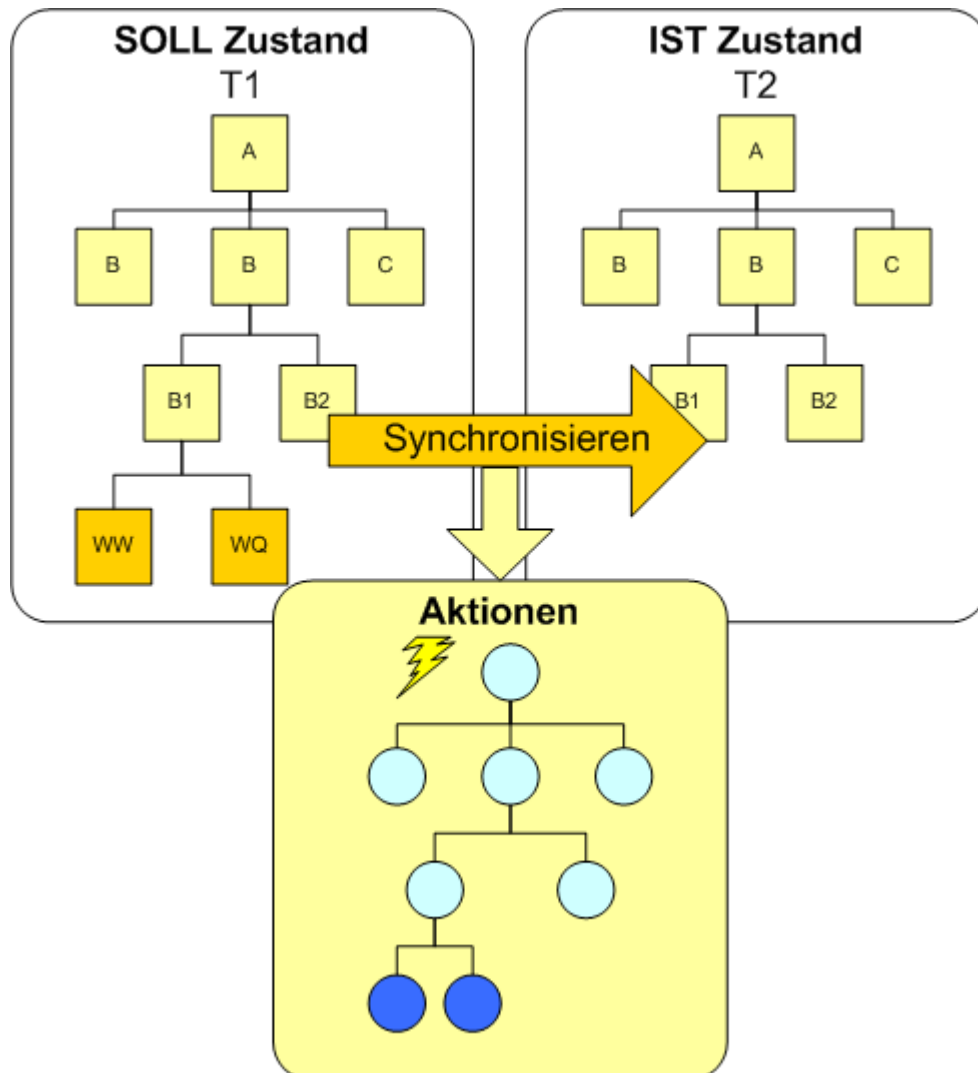 SOLL Zustand
T1
A
B
B
C
B1
B2
WW
WQ
IST Zustand
T2
A
B
B
C
B1
B2
Synchronisieren
Aktionen